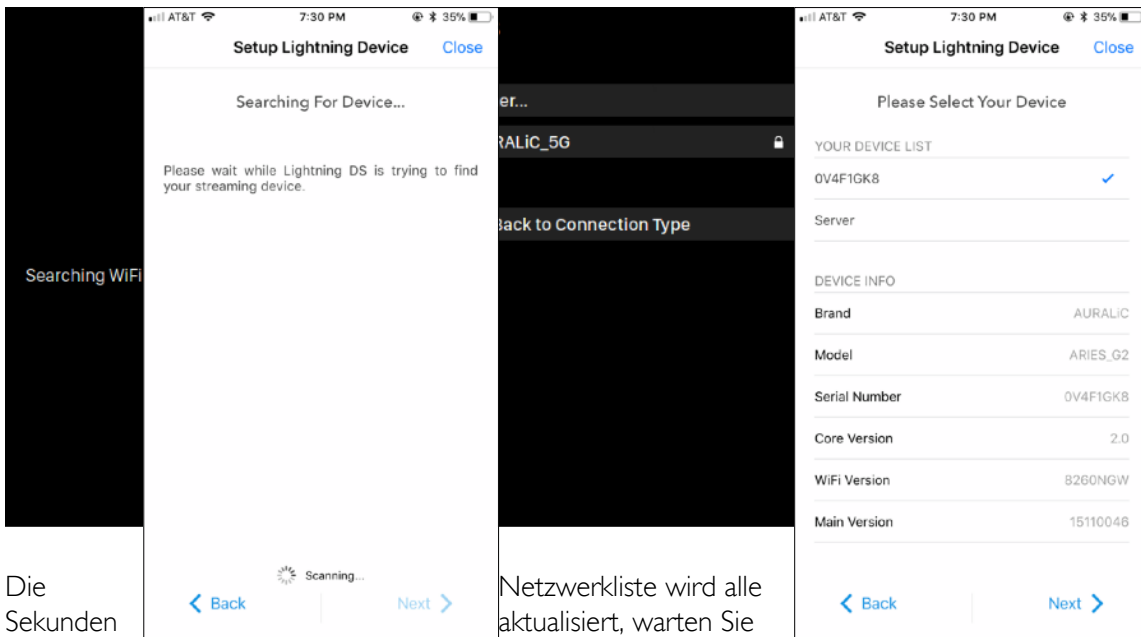 AT&T 7:30 PM 35%
Setup Lightning Device Close
Searching For Device...
Please wait while Lightning DS is trying to find
your streaming device.
Scanning...
Back Next
Searching WiFi
er...
RALiC_5G
Back to Connection Type
AT&T 7:30 PM 35%
Setup Lightning Device Close
Please Select Your Device
YOUR DEVICE LIST
0V4F1GK8
Server
DEVICE INFO
Brand AURALiC
Model ARIES_G2
Serial Number 0V4F1GK8
Core Version 2.0
WiFi Version 8260NGW
Main Version 15110046
Back Next
Die Netzwerkliste wird alle
Sekunden aktualisiert, warten Sie